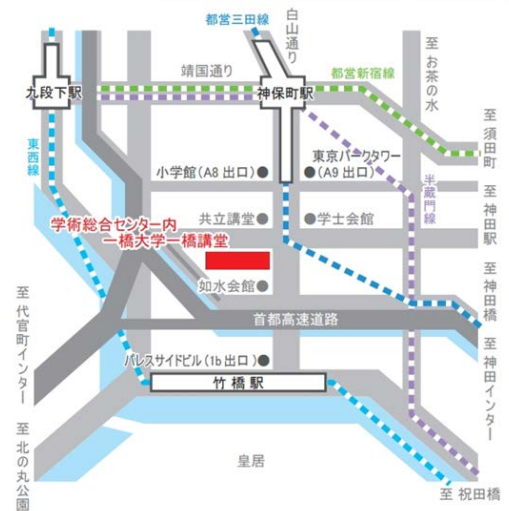 都営三田線
白山通り
至 お茶の水
靖国通り
都営新宿線
九段下駅
神保町駅
至 須田町
東西線
小学館(A8 出口)
東京パークタワー
(A9 出口)
半蔵門線
至 神田駅
共立講堂
学士会館
学術総合センター内
一橋大学一橋講堂
如水会館
至 神田橋
至 代官町インター
首都高速道路
至 神田インター
パレスサイドビル(1b 出口)
竹橋駅
至 北の丸公園
皇居
至 祝田橋